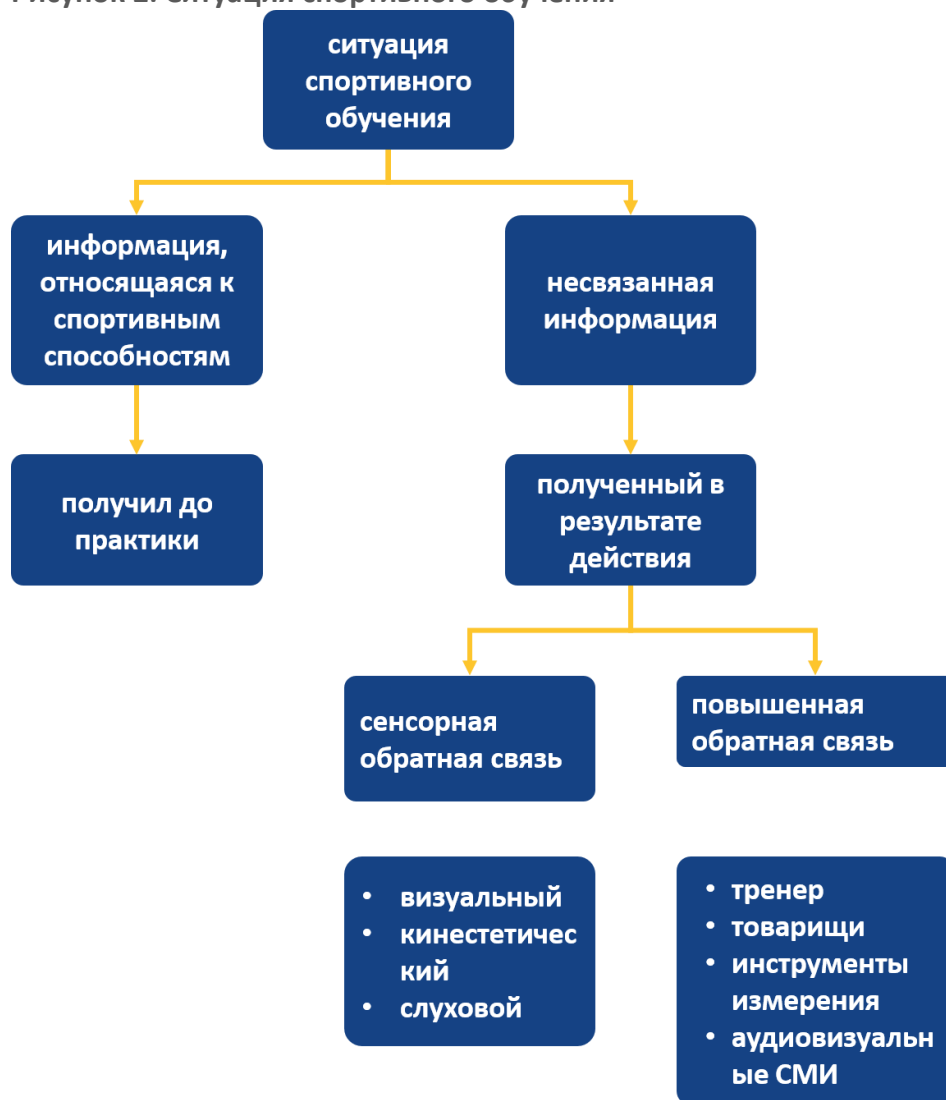 ситуация
спортивного
обучения
информация,
относящаяся к
спортивным
способностям
несвязанная
информация
получил до
практики
полученный в
результате
действия
сенсорная
обратная связь
повышенная
обратная связь
• визуальный
• кинестетичес
кий
• слуховой
• тренер
• товарищи
• инструменты
измерения
• аудиовизуальн
ые СМИ